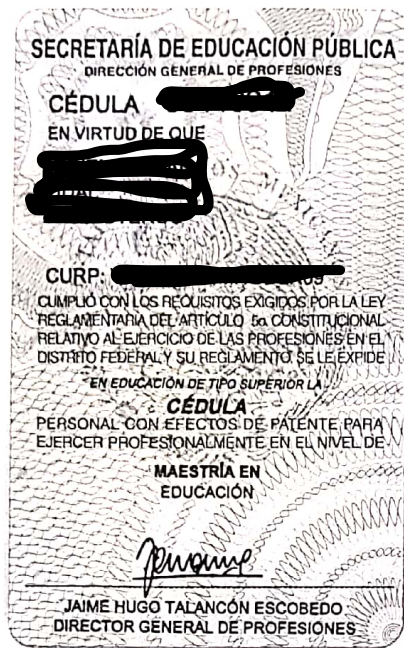 SECRETARÍA DE EDUCACIÓN PÚBLICA
DIRECCIÓN GENERAL DE PROFESIONES
CÉDULA
EN VIRTUD DE QUE
CURP:
CUMPLIÓ CON LOS REQUISITOS EXIGIDOS POR LA LEY
REGLAMENTARIA DEL ARTÍCULO 5o CONSTITUCIONAL
RELATIVO AL EJERCICIO DE LAS PROFESIONES EN EL
DISTRITO FEDERAL Y SU REGLAMENTO SE LE EXPIDE
EN EDUCACIÓN DE TIPO SUPERIOR LA
CÉDULA
PERSONAL CON EFECTOS DE PATENTE PARA
EJERCER PROFESIONALMENTE EN EL NIVEL DE
MAESTRÍA EN
EDUCACIÓN
JAIME HUGO TALANCÓN ESCOBEDO
DIRECTOR GENERAL DE PROFESIONES